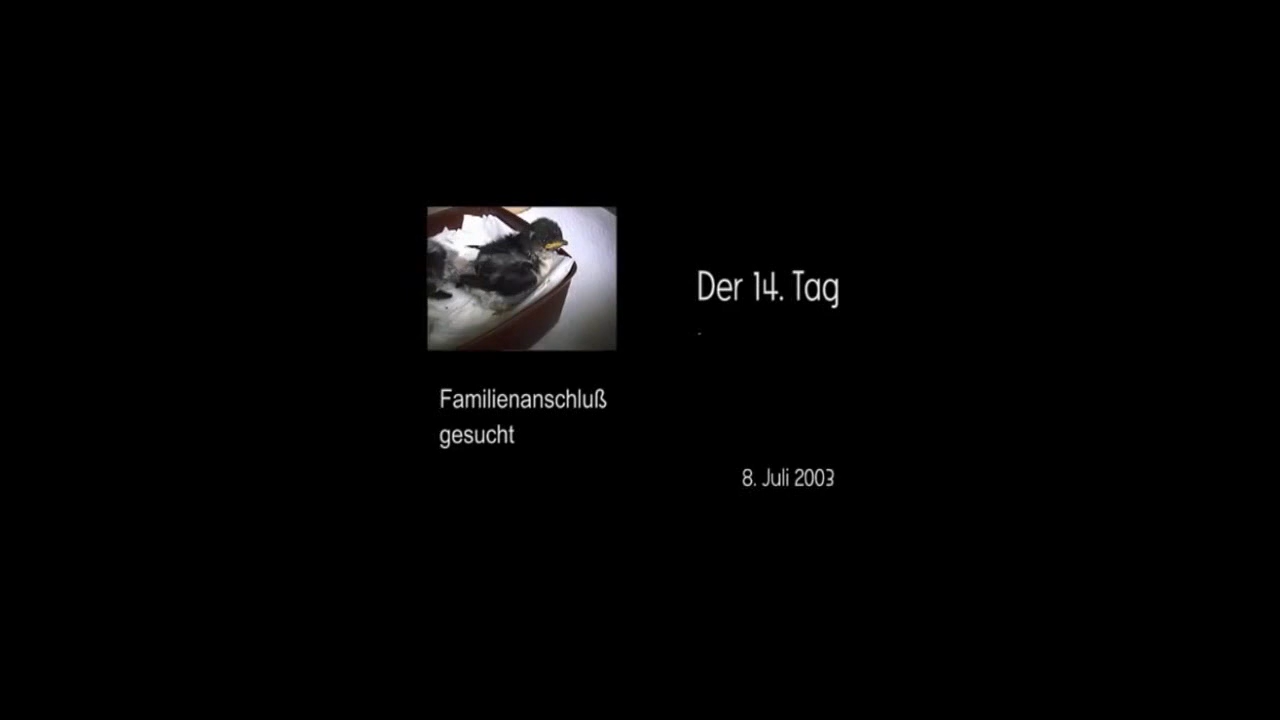 Der 14. Tag
Familienanschluß
gesucht
8. Juli 2003